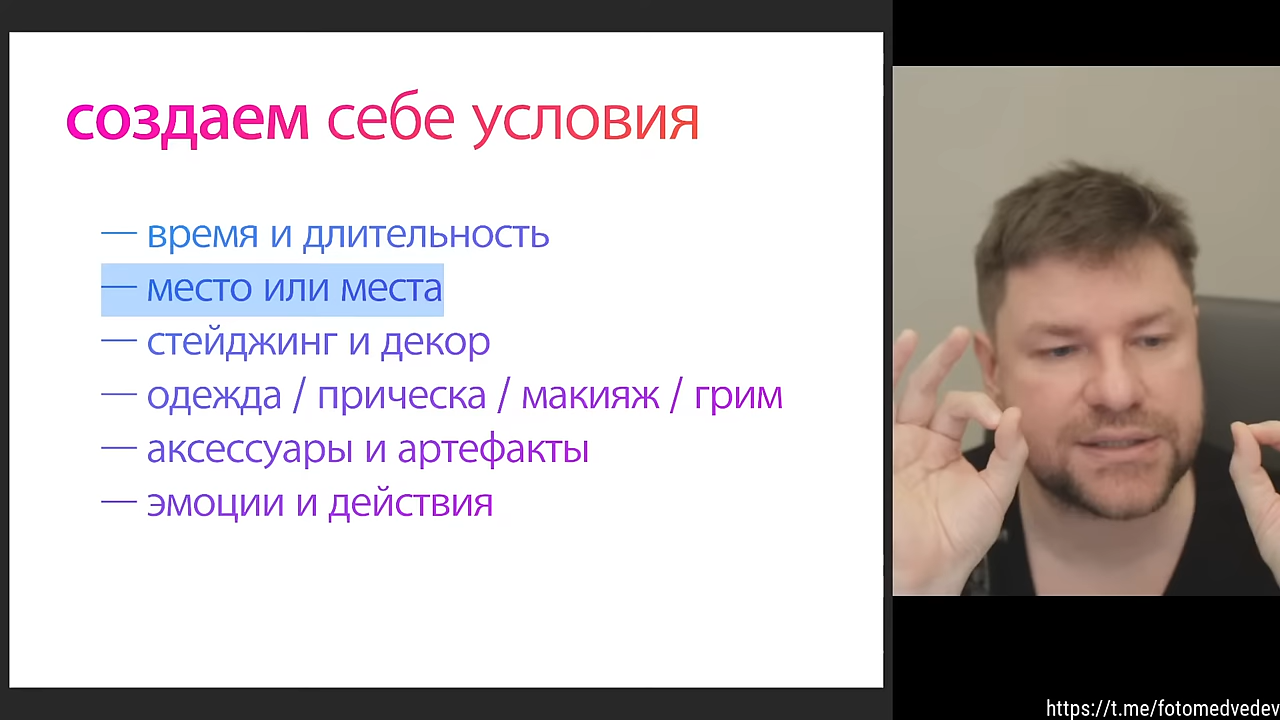 создаем себе условия
— время и длительность
— место или места
— стейджинг и декор
— одежда / прическа / макияж / грим
— аксессуары и артефакты
— эмоции и действия
https://t.me/fotomedvedev